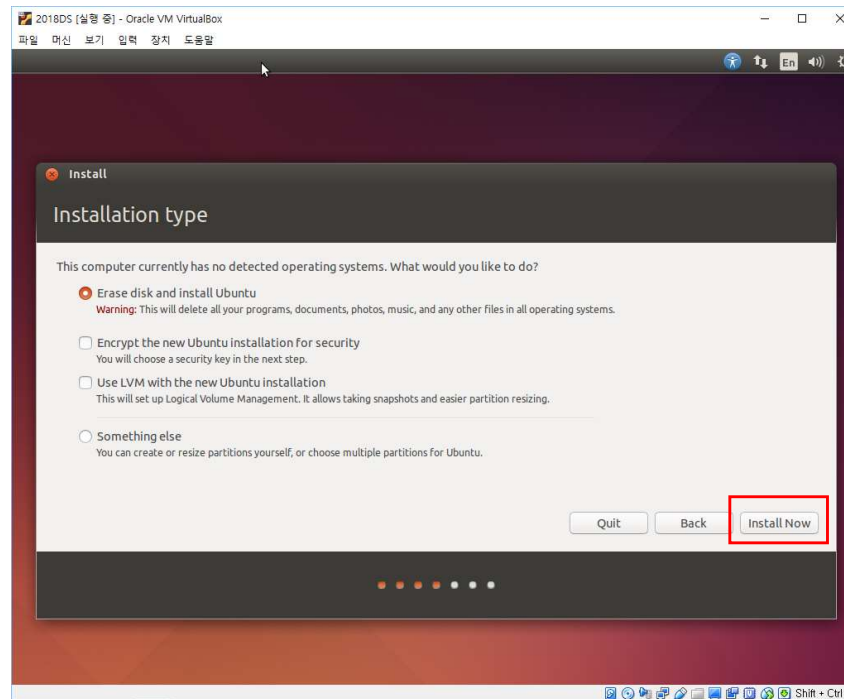 2018DS [실행 중] - Oracle VM VirtualBox
파일 머신 보기 입력 장치 도움말
En
Install
Installation type
This computer currently has no detected operating systems. What would you like to do?
Erase disk and install Ubuntu
Warning: This will delete all your programs, documents, photos, music, and any other files in all operating systems.
Encrypt the new Ubuntu installation for security
You will choose a security key in the next step.
Use LVM with the new Ubuntu installation
This will set up Logical Volume Management. It allows taking snapshots and easier partition resizing.
Something else
You can create or resize partitions yourself, or choose multiple partitions for Ubuntu.
Quit Back Install Now
Shift + Ctrl